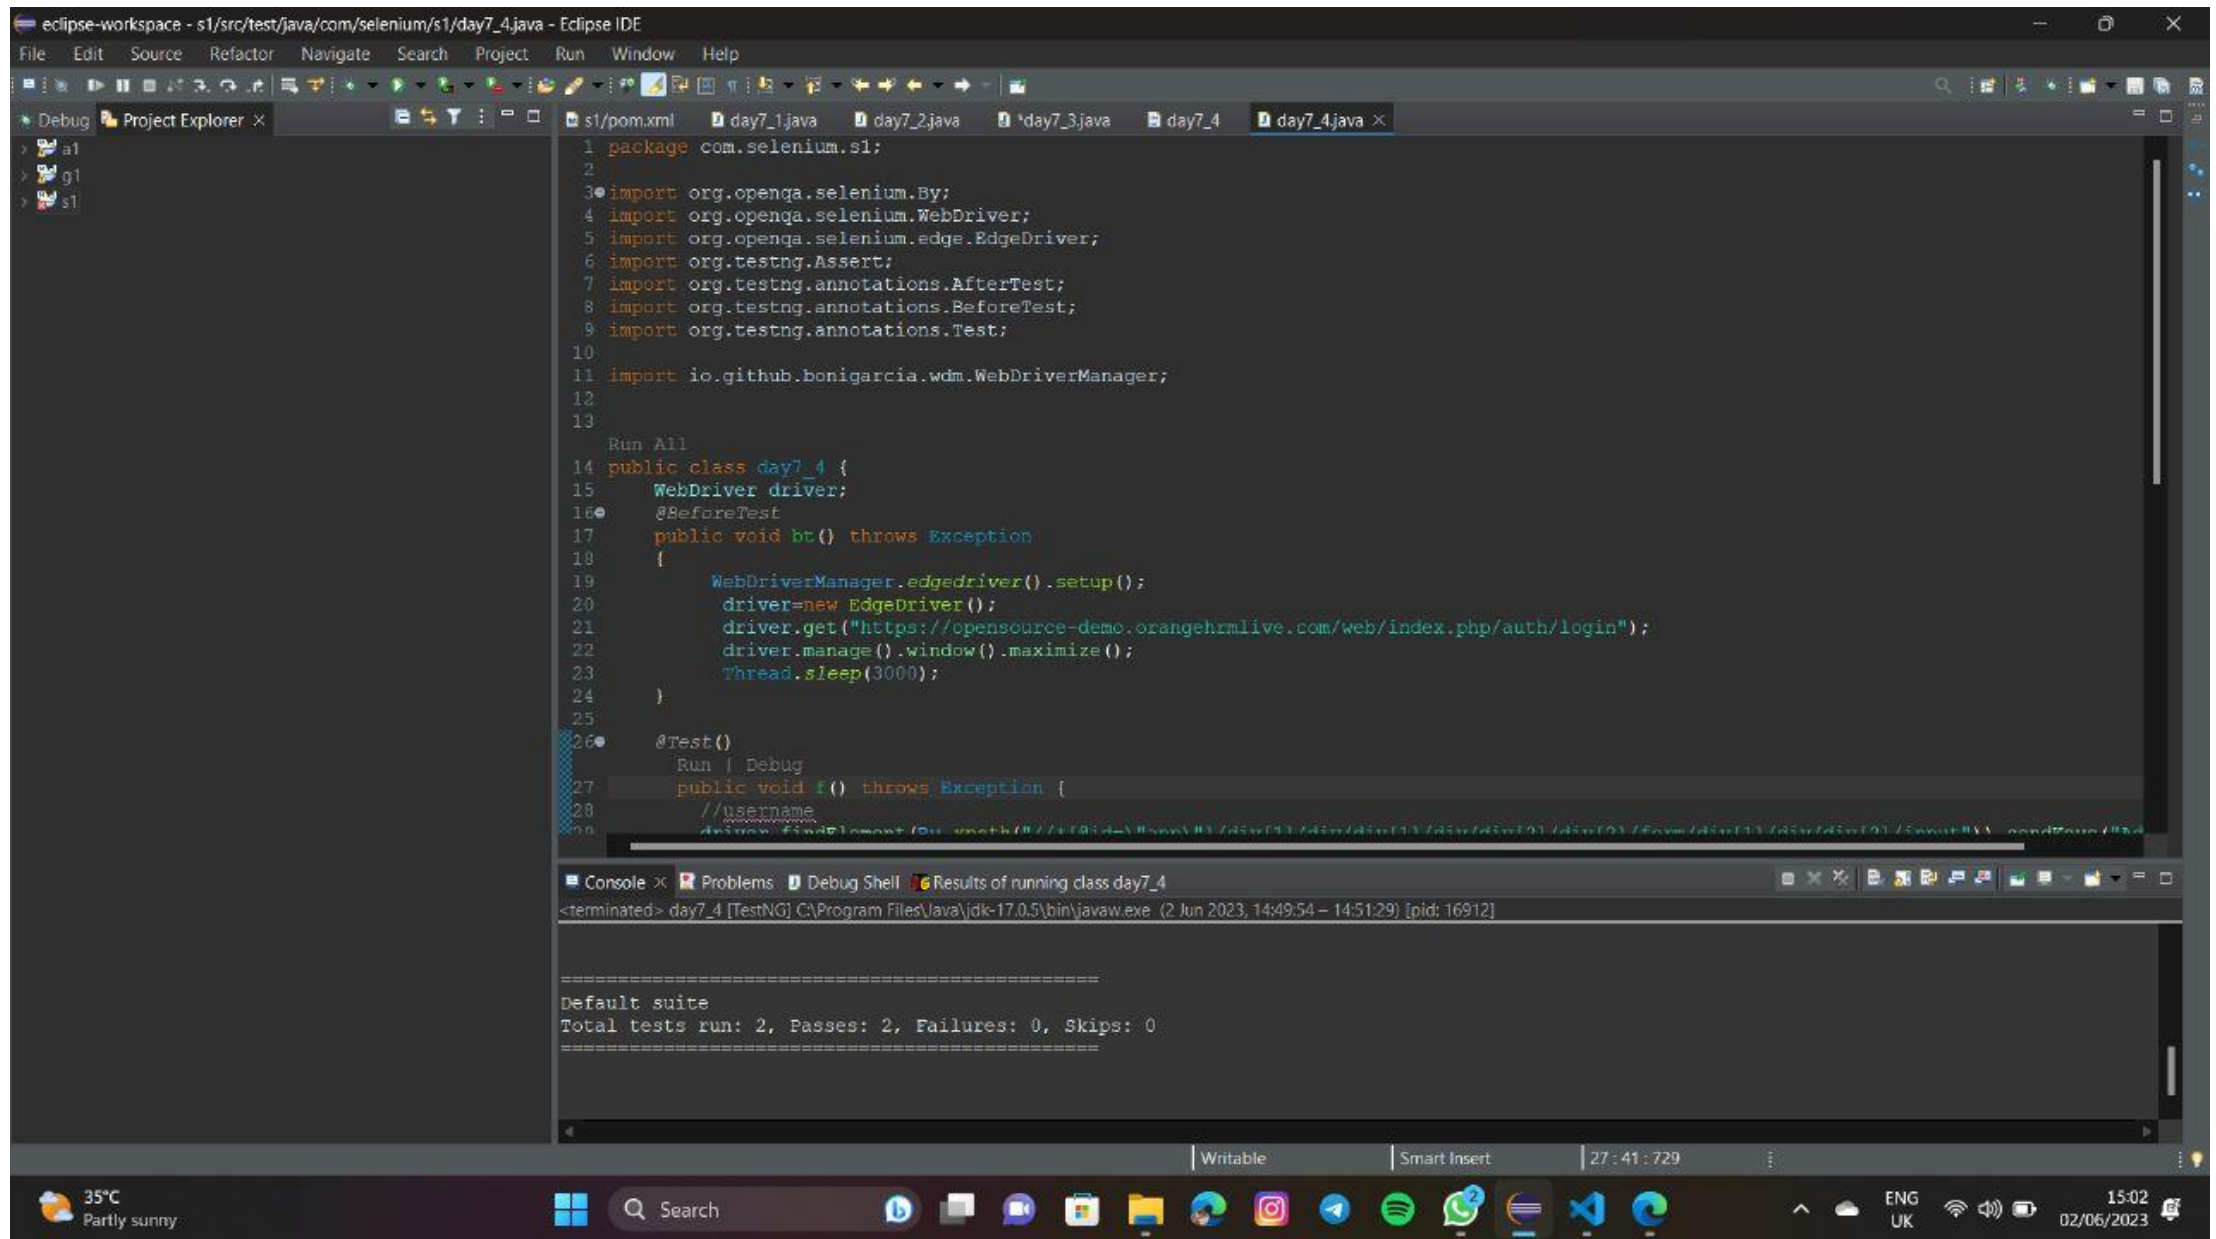 eclipse-workspace - s1/src/test/java/com/selenium/s1/day7_4.java - Eclipse IDE
File Edit Source Refactor Navigate Search Project Run Window Help
Debug Project Explorer
s1/pom.xml day7_1.java day7_2.java *day7_3.java day7_4 day7_4.java
a1
g1
s1
1 package com.selenium.s1;
2
3 import org.openqa.selenium.By;
4 import org.openqa.selenium.WebDriver;
5 import org.openqa.selenium.edge.EdgeDriver;
6 import org.testng.Assert;
7 import org.testng.annotations.AfterTest;
8 import org.testng.annotations.BeforeTest;
9 import org.testng.annotations.Test;
10
11 import io.github.bonigarcia.wdm.WebDriverManager;
12
13
Run All
14 public class day7_4 {
15 WebDriver driver;
16 @BeforeTest
17 public void bt() throws Exception
18 {
19 WebDriverManager.edgedriver().setup();
20 driver=new EdgeDriver();
21 driver.get("https://opensource-demo.orangehrmlive.com/web/index.php/auth/login");
22 driver.manage().window().maximize();
23 Thread.sleep(3000);
24 }
25
26 @Test()
Run | Debug
27 public void f() throws Exception {
28 //username
Console Problems Debug Shell Results of running class day7_4
<terminated> day7_4 [TestNG] C:\Program Files\Java\jdk-17.0.5\bin\javaw.exe (2 Jun 2023, 14:49:54 – 14:51:29) [pid: 16912]
===============================================
Default suite
Total tests run: 2, Passes: 2, Failures: 0, Skips: 0
===============================================
Writable Smart Insert 27 : 41 : 729
35°C
Partly sunny
Search
2
ENG
UK
15:02
02/06/2023